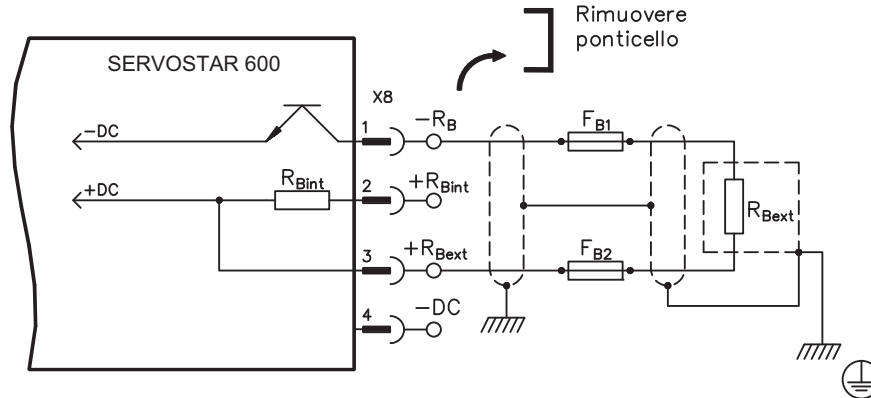 Rimuovere
ponticello
SERVOSTAR 600
X8
−DC
1
−RB
FB1
+DC
RBint
2
+RBint
RBext
3
+RBext
FB2
4
−DC